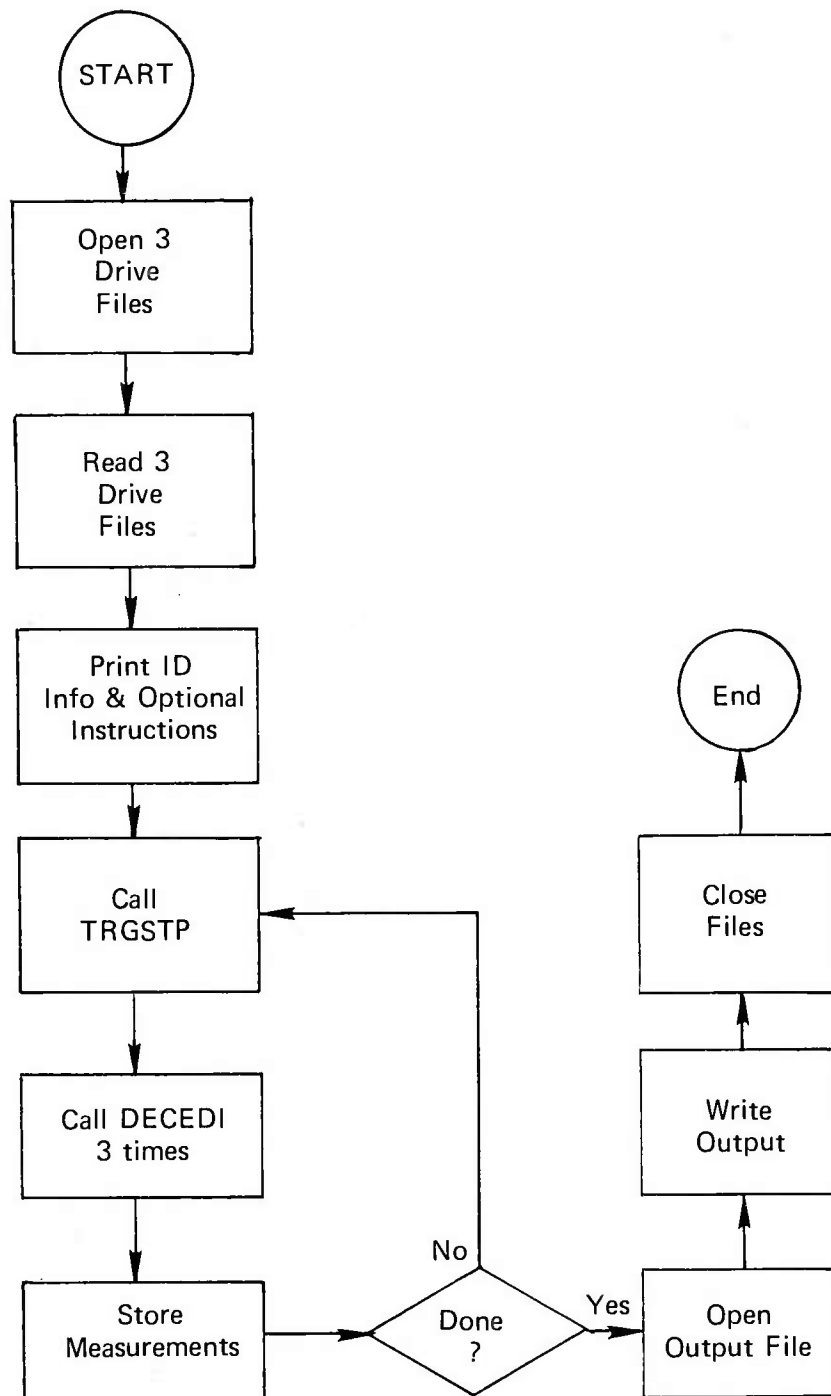 START
Open 3
Drive
Files
Read 3
Drive
Files
Print ID
Info & Optional
Instructions
Call
TRGSTP
Call DECEDI
3 times
Store
Measurements
No
Done
?
Yes
Open
Output File
Write
Output
Close
Files
End